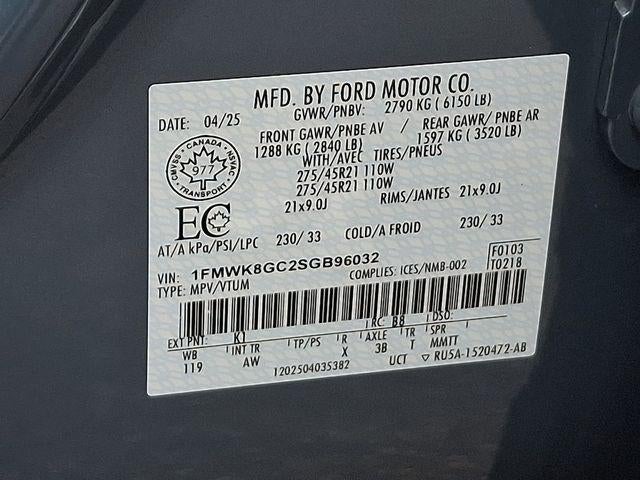 MFD. BY FORD MOTOR CO.
DATE: 04/25 GVWR/PNBV: 2790 KG ( 6150 LB)
FRONT GAWR/PNBE AV / REAR GAWR/ PNBE AR
1288 KG ( 2840 LB) 1597 KG ( 3520 LB)
WITH/AVEC TIRES/PNEUS
275/45R21 110W
275/45R21 110W
21x9.0J RIMS/JANTES 21x9.0J
CMVSS · CANADA · NSVAC
977
TRANSPORT
EC
AT/A kPa/PSI/LPC 230/ 33 COLD/A FROID 230/ 33
VIN: 1FMWK8GC2SGB96032 F0103
TYPE: MPV/VTUM COMPLIES: ICES/NMB-002 T0218
EXT PNT: K1 RC: B8 DSO:
WB INT TR TP/PS R AXLE TR SPR
119 AW X 3B T MMTT
1202504035382 UCT ▽ RU5A-1520472-AB